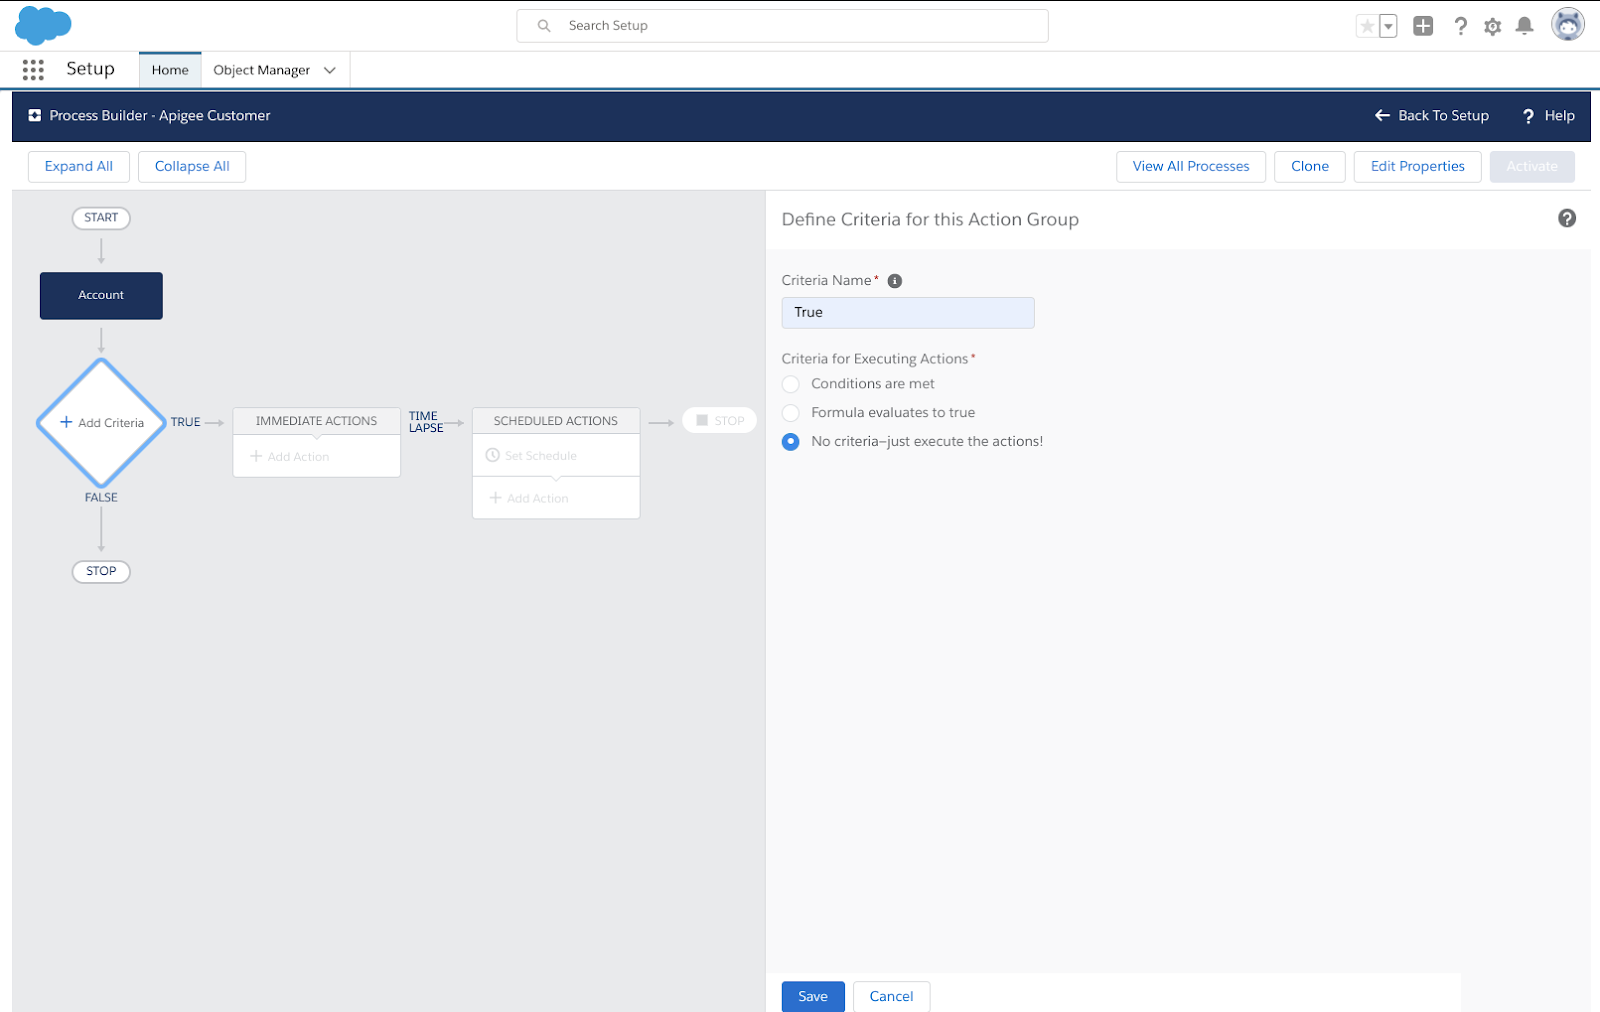 Search Setup
Setup
Home
Object Manager
Process Builder - Apigee Customer
Back To Setup
? Help
Expand All
Collapse All
View All Processes
Clone
Edit Properties
Activate
START
Account
+ Add Criteria
TRUE
FALSE
STOP
IMMEDIATE ACTIONS
+ Add Action
TIME
LAPSE
SCHEDULED ACTIONS
Set Schedule
+ Add Action
STOP
Define Criteria for this Action Group
Criteria Name*
True
Criteria for Executing Actions*
Conditions are met
Formula evaluates to true
No criteria—just execute the actions!
Save
Cancel